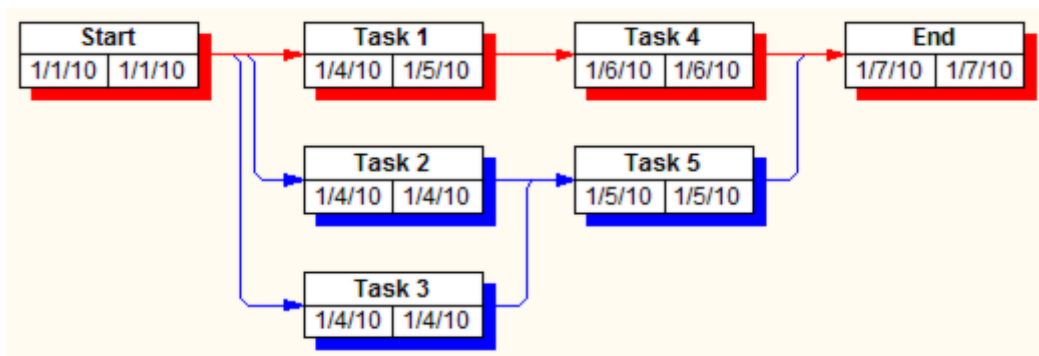 Start
1/1/10 1/1/10
Task 1
1/4/10 1/5/10
Task 4
1/6/10 1/6/10
End
1/7/10 1/7/10
Task 2
1/4/10 1/4/10
Task 5
1/5/10 1/5/10
Task 3
1/4/10 1/4/10